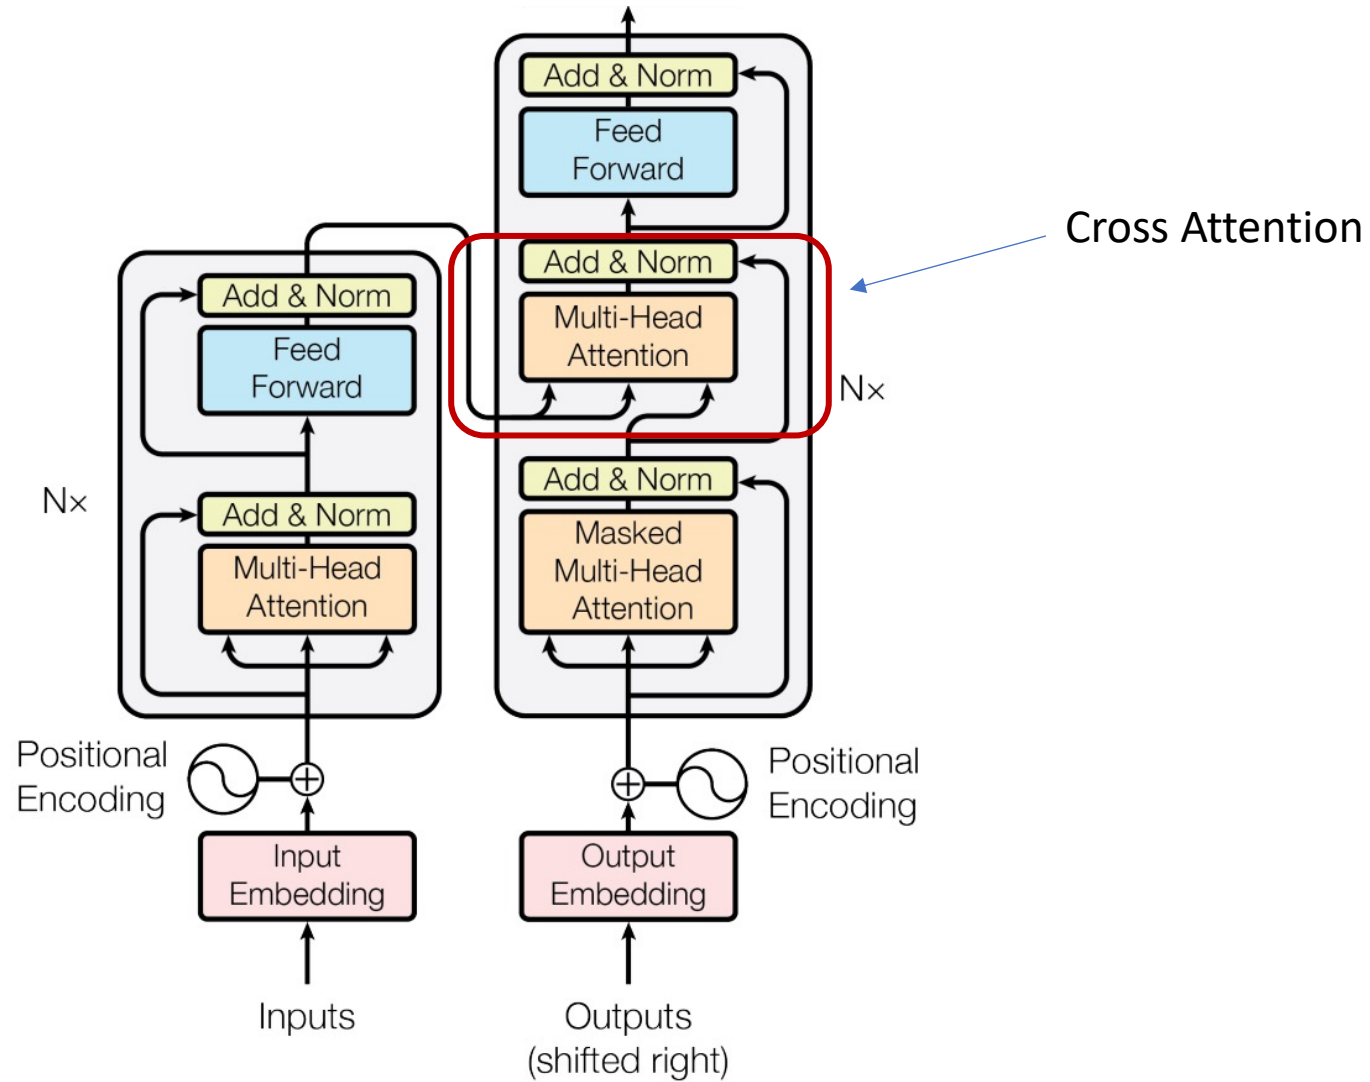 Add & Norm
Feed
Forward
Cross Attention
Add & Norm
Multi-Head
Attention
N×
Add & Norm
Masked
Multi-Head
Attention
Add & Norm
Feed
Forward
N×
Add & Norm
Multi-Head
Attention
Positional
Encoding
Positional
Encoding
Input
Embedding
Output
Embedding
Inputs
Outputs
(shifted right)